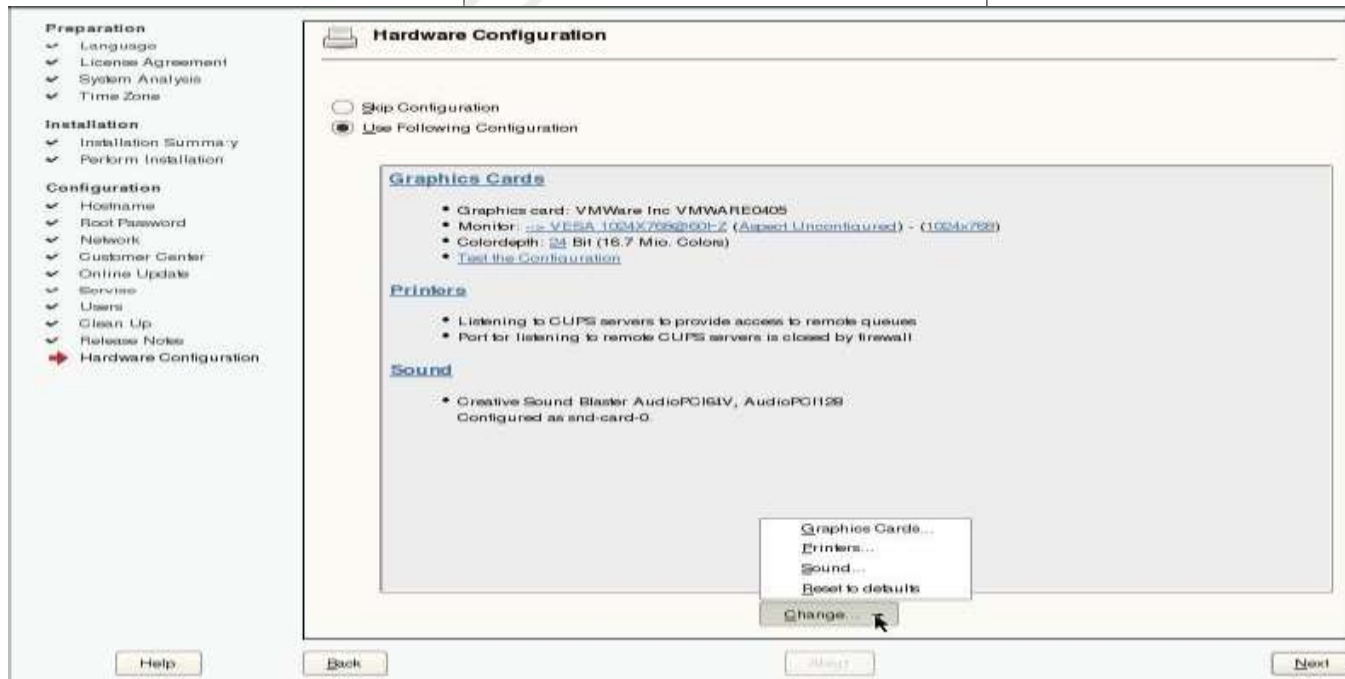 Preparation
Language
License Agreement
System Analysis
Time Zone
Installation
Installation Summary
Perform Installation
Configuration
Hostname
Root Password
Network
Customer Center
Online Update
Service
Users
Clean Up
Release Notes
Hardware Configuration
Hardware Configuration
Skip Configuration
Use Following Configuration
Graphics Cards
Graphics card: VMWare Inc VMWARE0405
Monitor: --> VESA 1024X768@60HZ (Aspect Unconfigured) - (1024x768)
Colordepth: 24 Bit (16.7 Mio. Colors)
Test the Configuration
Printers
Listening to CUPS servers to provide access to remote queues
Port for listening to remote CUPS servers is closed by firewall
Sound
Creative Sound Blaster AudioPCI64V, AudioPCI128
Configured as snd-card-0.
Graphics Cards...
Printers...
Sound...
Reset to defaults
Change...
Help
Back
Abort
Next